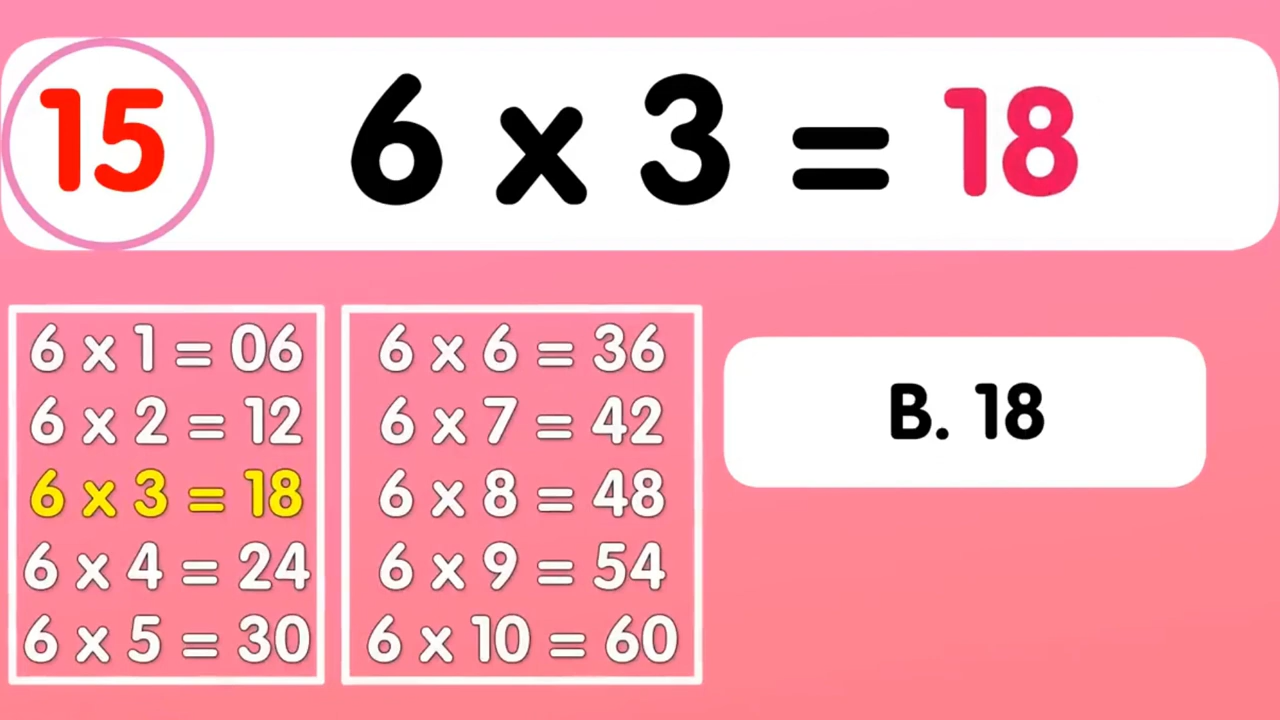 15 6 x 3 = 18
6 x 1 = 06
6 x 2 = 12
6 x 3 = 18
6 x 4 = 24
6 x 5 = 30
6 x 6 = 36
6 x 7 = 42
6 x 8 = 48
6 x 9 = 54
6 x 10 = 60
B. 18